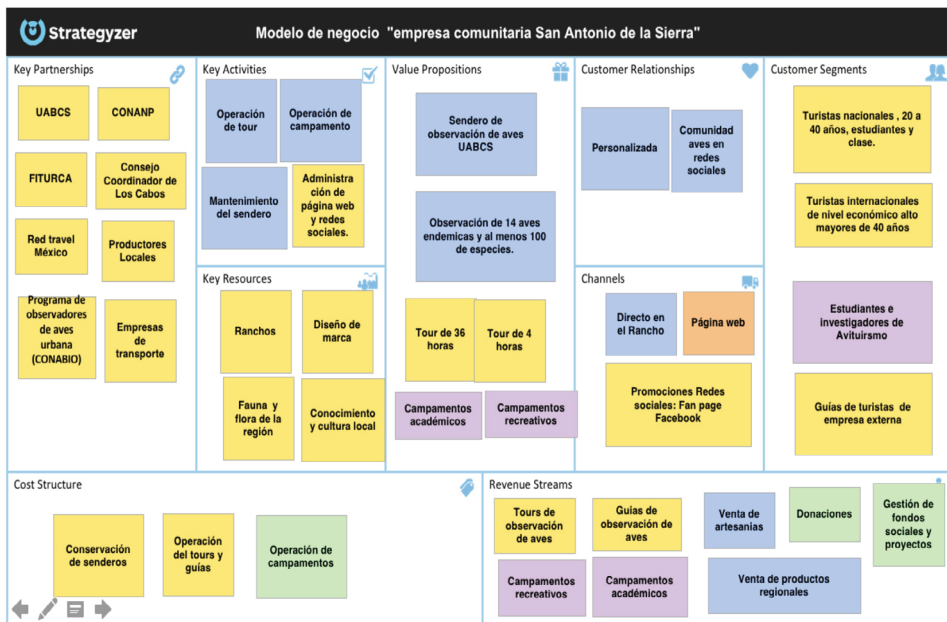 Strategyzer
Modelo de negocio "empresa comunitaria San Antonio de la Sierra"
Key Partnerships
UABCS
CONANP
FITURCA
Consejo
Coordinador de
Los Cabos
Red travel
México
Productores
Locales
Programa de
observadores
de aves
urbana
(CONABIO)
Empresas
de
transporte
Key Activities
Operación
de tour
Operación de
campamento
Mantenimiento
del sendero
Administra
ción de
página web
y redes
sociales.
Key Resources
Ranchos
Diseño de
marca
Fauna y
flora de la
región
Conocimiento
y cultura local
Value Propositions
Sendero de
observación de aves
UABCS
Observación de 14 aves
endemicas y al menos 100
de especies.
Tour de 36
horas
Tour de 4
horas
Campamentos
académicos
Campamentos
recreativos
Customer Relationships
Personalizada
Comunidad
aves en
redes
sociales
Channels
Directo en
el Rancho
Página web
Promociones Redes
sociales: Fan page
Facebook
Customer Segments
Turistas nacionales , 20 a
40 años, estudiantes y
clase.
Turistas internacionales
de nivel económico alto
mayores de 40 años
Estudiantes e
investigadores de
Avituirsmo
Guías de turistas de
empresa externa
Cost Structure
Conservación
de senderos
Operación
del tours y
guías
Operación de
campamentos
Revenue Streams
Tours de
observación
de aves
Guias de
observación de
aves
Venta de
artesanias
Donaciones
Gestión de
fondos
sociales y
proyectos
Campamentos
recreativos
Campamentos
académicos
Venta de productos
regionales